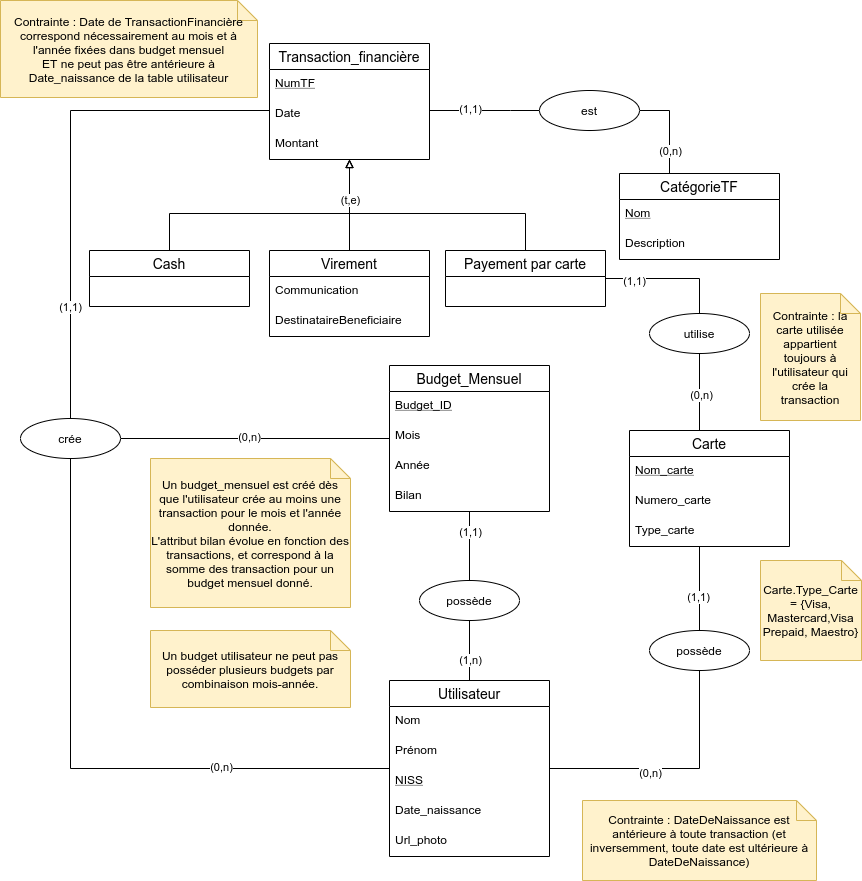 Contrainte : Date de TransactionFinancière
correspond nécessairement au mois et à
l'année fixées dans budget mensuel
ET ne peut pas être antérieure à
Date_naissance de la table utilisateur
Transaction_financière
NumTF
Date
Montant
(1,1)
est
(0,n)
CatégorieTF
Nom
Description
(t,e)
Cash
Virement
Communication
DestinataireBeneficiaire
Payement par carte
(1,1)
utilise
(0,n)
Contrainte : la
carte utilisée
appartient
toujours à
l'utilisateur qui
crée la
transaction
(1,1)
crée
(0,n)
Budget_Mensuel
Budget_ID
Mois
Année
Bilan
Carte
Nom_carte
Numero_carte
Type_carte
Un budget_mensuel est créé dès
que l'utilisateur crée au moins une
transaction pour le mois et l'année
donnée.
L'attribut bilan évolue en fonction des
transactions, et correspond à la
somme des transaction pour un
budget mensuel donné.
(1,1)
possède
(1,n)
(1,1)
possède
(0,n)
Carte.Type_Carte
= {Visa,
Mastercard,Visa
Prepaid, Maestro}
Un budget utilisateur ne peut pas
posséder plusieurs budgets par
combinaison mois-année.
Utilisateur
Nom
Prénom
NISS
Date_naissance
Url_photo
(0,n)
Contrainte : DateDeNaissance est
antérieure à toute transaction (et
inversemment, toute date est ultérieure à
DateDeNaissance)